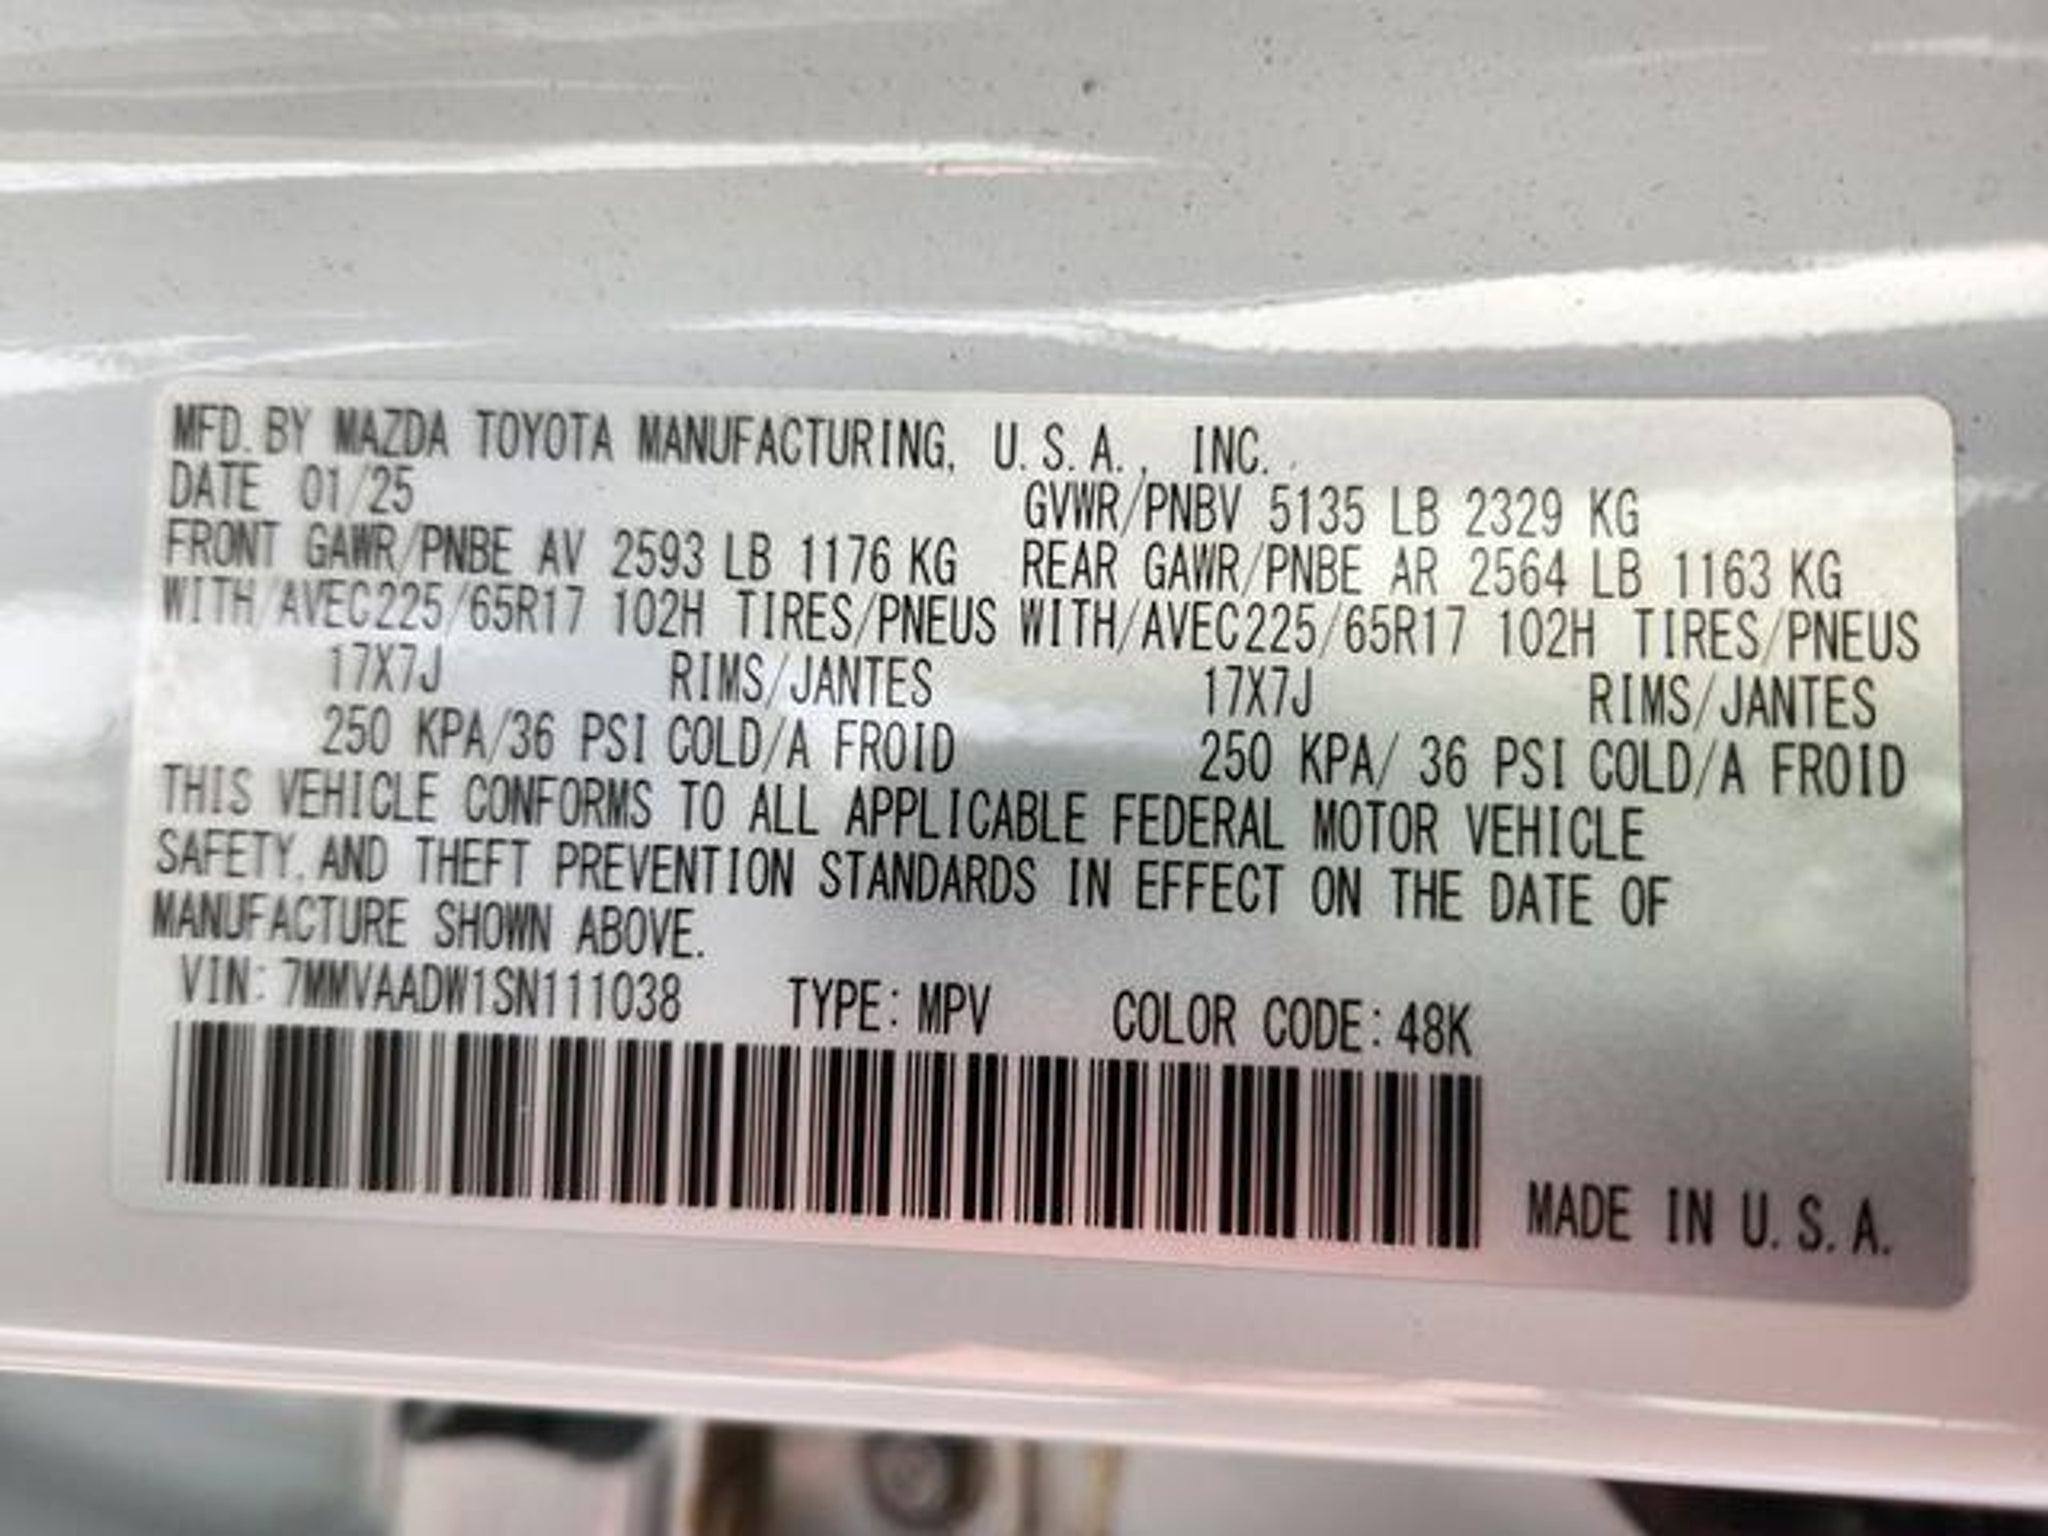 MFD. BY MAZDA TOYOTA MANUFACTURING, U.S.A., INC.
DATE 01/25 GVWR/PNBV 5135 LB 2329 KG
FRONT GAWR/PNBE AV 2593 LB 1176 KG REAR GAWR/PNBE AR 2564 LB 1163 KG
WITH/AVEC225/65R17 102H TIRES/PNEUS WITH/AVEC225/65R17 102H TIRES/PNEUS
17X7J RIMS/JANTES 17X7J RIMS/JANTES
250 KPA/36 PSI COLD/A FROID 250 KPA/ 36 PSI COLD/A FROID
THIS VEHICLE CONFORMS TO ALL APPLICABLE FEDERAL MOTOR VEHICLE
SAFETY, AND THEFT PREVENTION STANDARDS IN EFFECT ON THE DATE OF
MANUFACTURE SHOWN ABOVE.
VIN: 7MMVAADW1SN111038 TYPE: MPV COLOR CODE: 48K
MADE IN U.S.A.